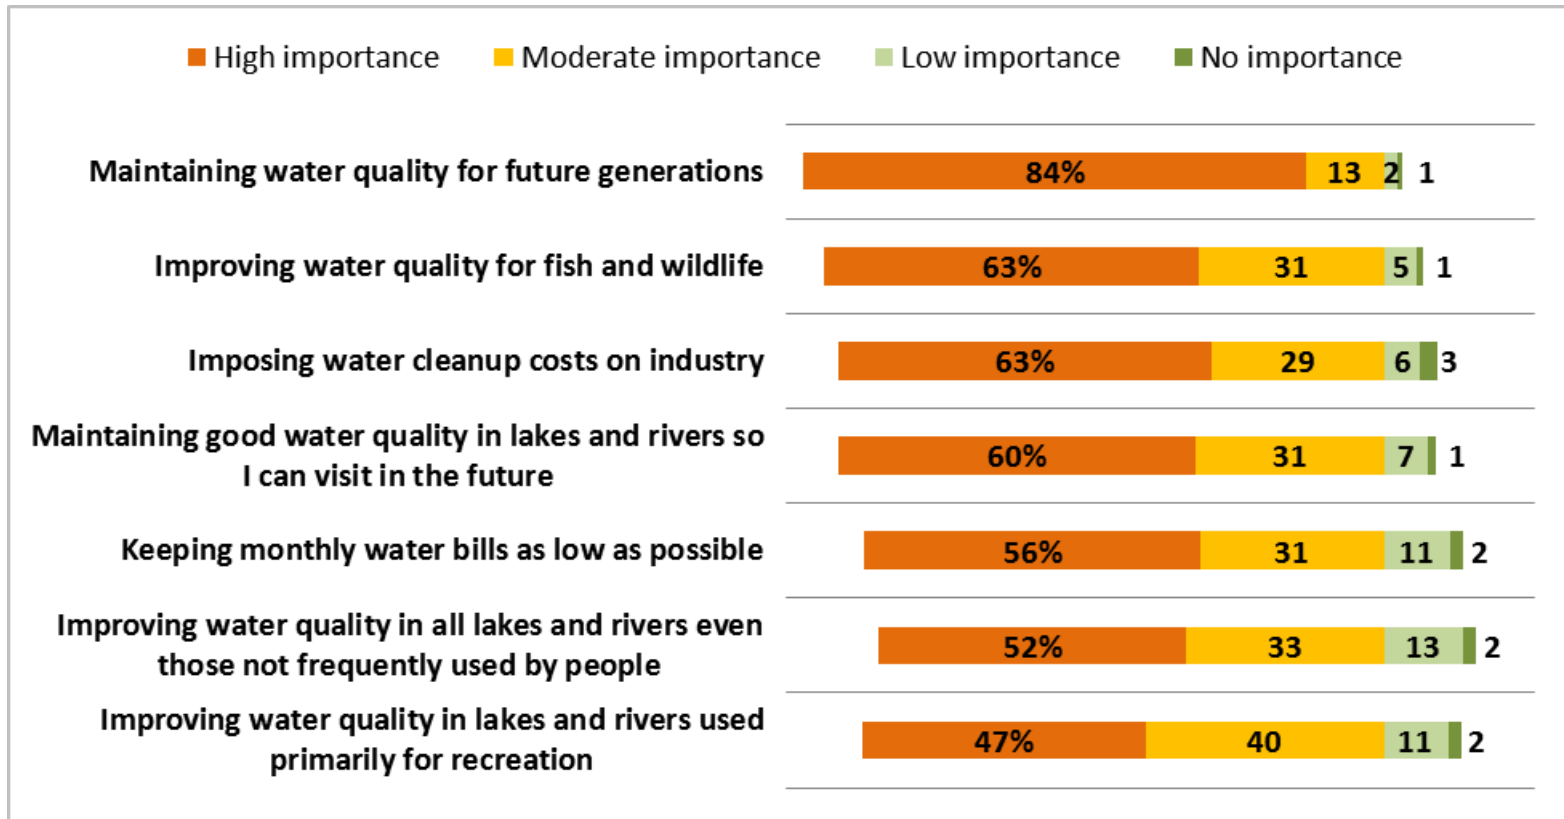 High importance Moderate importance Low importance No importance
Maintaining water quality for future generations 84% 13 2 1
Improving water quality for fish and wildlife 63% 31 5 1
Imposing water cleanup costs on industry 63% 29 6 3
Maintaining good water quality in lakes and rivers so
I can visit in the future 60% 31 7 1
Keeping monthly water bills as low as possible 56% 31 11 2
Improving water quality in all lakes and rivers even
those not frequently used by people 52% 33 13 2
Improving water quality in lakes and rivers used
primarily for recreation 47% 40 11 2